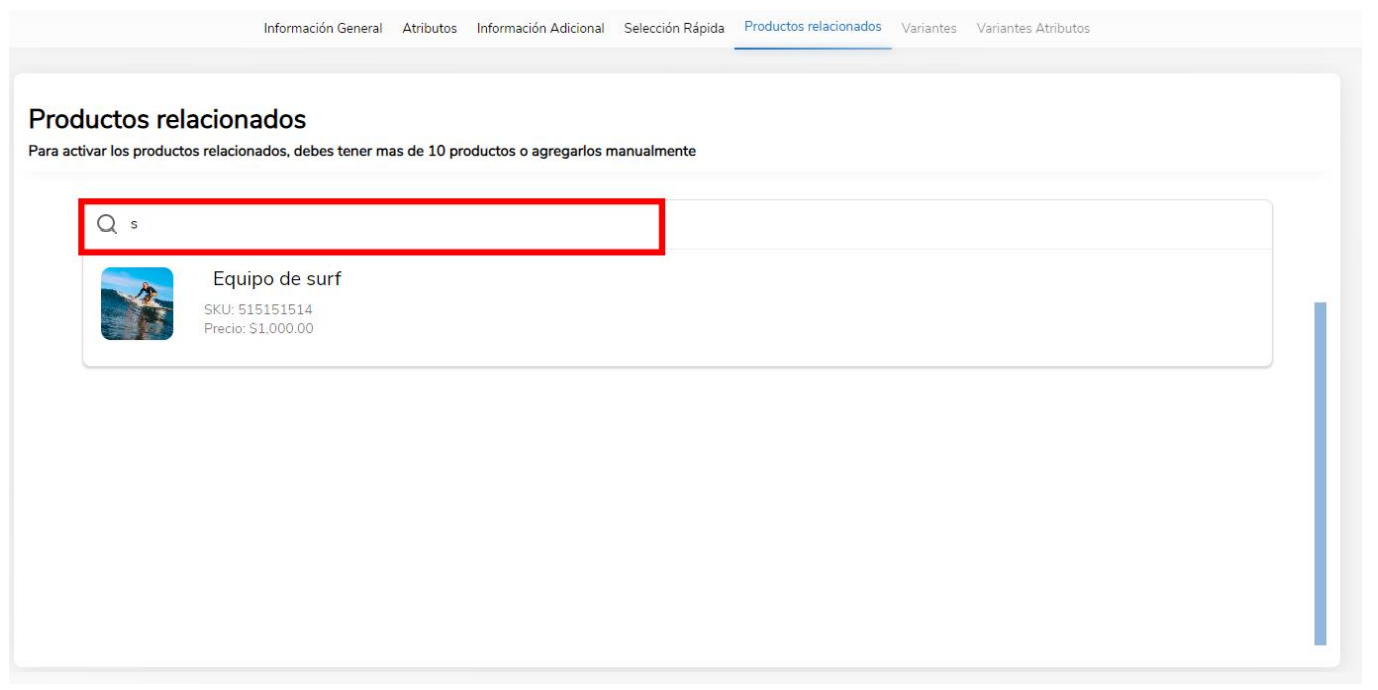 Información General Atributos Información Adicional Selección Rápida Productos relacionados Variantes Variantes Atributos
Productos relacionados
Para activar los productos relacionados, debes tener mas de 10 productos o agregarlos manualmente
s
Equipo de surf
SKU: 515151514
Precio: $1,000.00